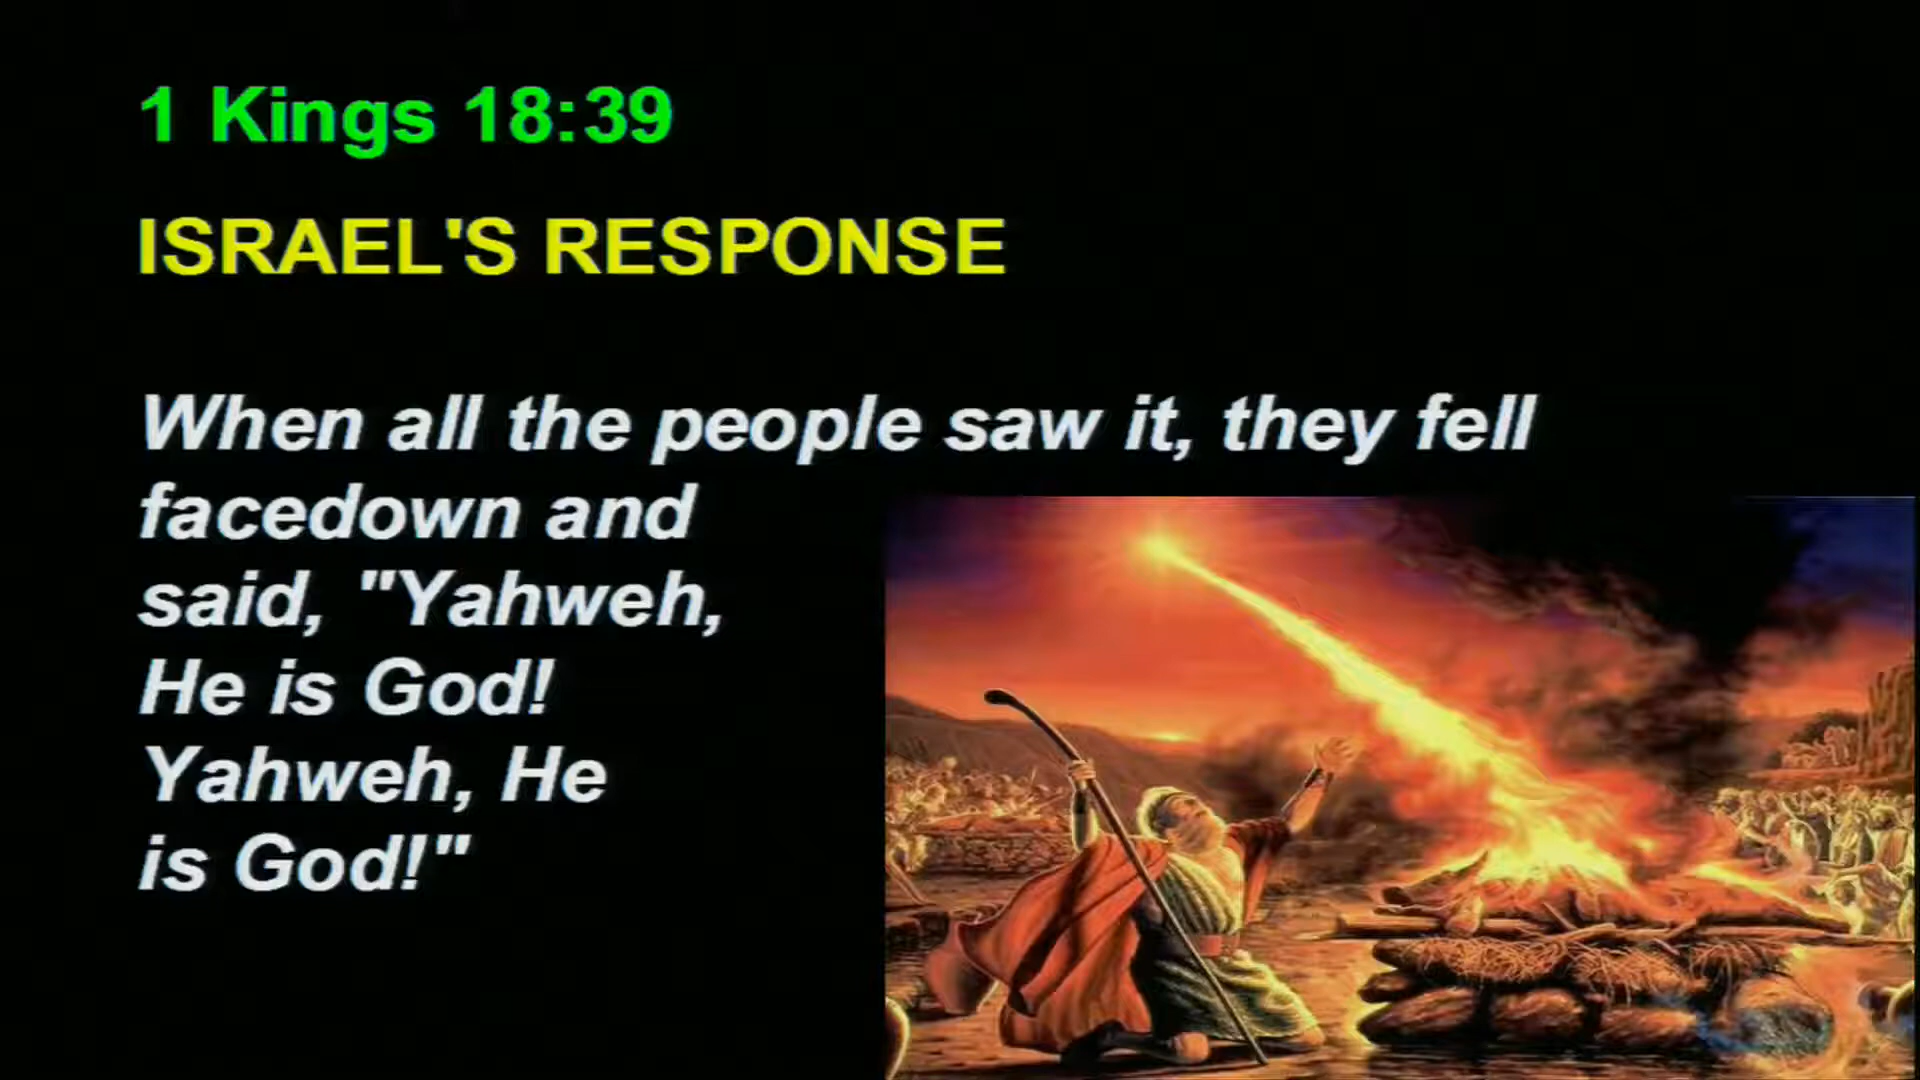 1 Kings 18:39
ISRAEL'S RESPONSE
When all the people saw it, they fell
facedown and
said, "Yahweh,
He is God!
Yahweh, He
is God!"